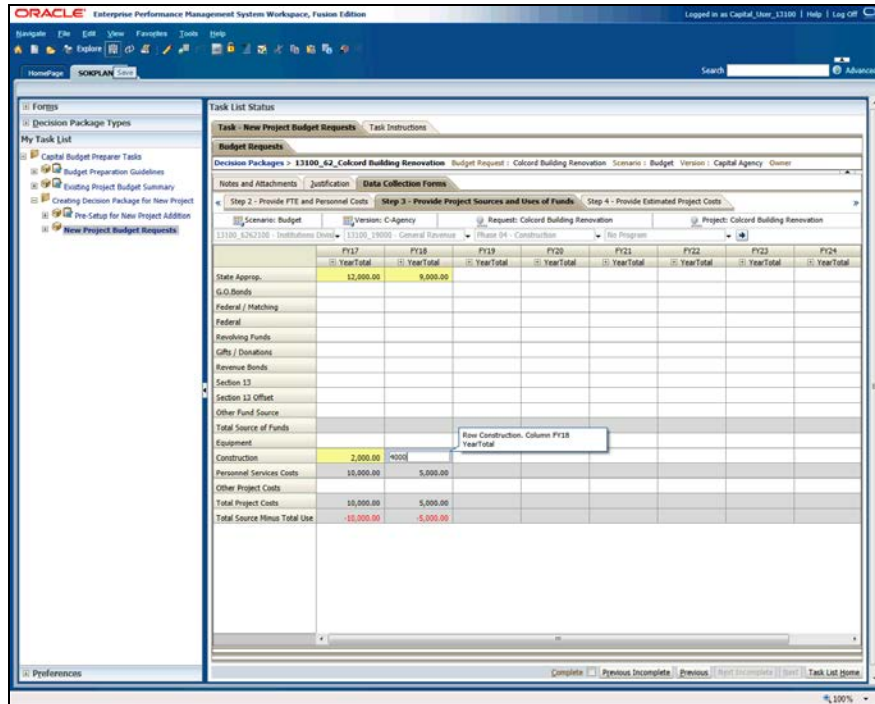 ORACLE Enterprise Performance Management System Workspace, Fusion Edition
Logged in as Capital_User_13100 | Help | Log Off
Navigate File Edit View Favorites Tools Help
Explore
HomePage SOKPLAN Save
Search Advanced
Forms
Decision Package Types
My Task List
Capital Budget Preparer Tasks
Budget Preparation Guidelines
Existing Project Budget Summary
Creating Decision Package for New Project
Pre-Setup for New Project Addition
New Project Budget Requests
Task List Status
Task - New Project Budget Requests Task Instructions
Budget Requests
Decision Packages > 13100_62_Colcord Building Renovation Budget Request : Colcord Building Renovation Scenario : Budget Version : Capital Agency Owner
Notes and Attachments Justification Data Collection Forms
« Step 2 - Provide FTE and Personnel Costs Step 3 - Provide Project Sources and Uses of Funds Step 4 - Provide Estimated Project Costs »
Scenario: Budget Version: C-Agency Request: Colcord Building Renovation Project: Colcord Building Renovation
13100_6262100 - Institutions Divisi 13100_19000 - General Revenue Phase 04 - Construction No Program
FY17 FY18 FY19 FY20 FY21 FY22 FY23 FY24
YearTotal YearTotal YearTotal YearTotal YearTotal YearTotal YearTotal YearTotal
State Approp. 12,000.00 9,000.00
G.O.Bonds
Federal / Matching
Federal
Revolving Funds
Gifts / Donations
Revenue Bonds
Section 13
Section 13 Offset
Other Fund Source
Total Source of Funds
Equipment
Row Construction. Column FY18
YearTotal
Construction 2,000.00 4000
Personnel Services Costs 10,000.00 5,000.00
Other Project Costs
Total Project Costs 10,000.00 5,000.00
Total Source Minus Total Use -10,000.00 -5,000.00
Preferences
Complete Previous Incomplete Previous Next Incomplete Next Task List Home
100%